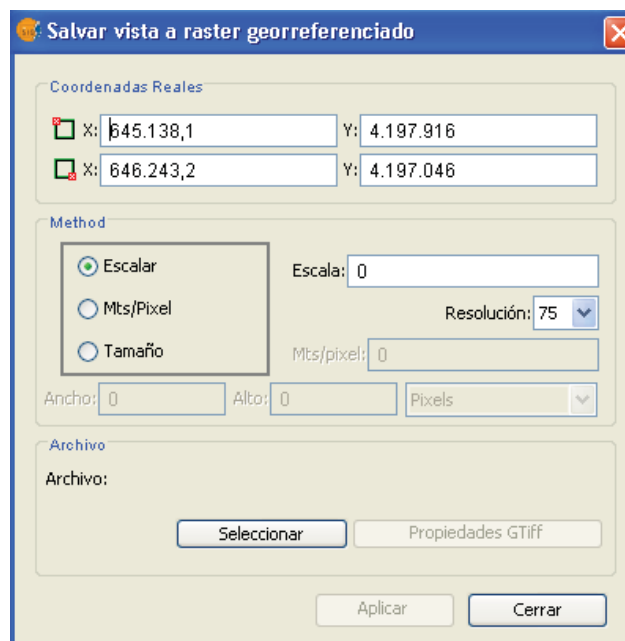 Salvar vista a raster georreferenciado
Coordenadas Reales
X: 645.138,1 Y: 4.197.916
X: 646.243,2 Y: 4.197.046
Method
Escalar
Escala: 0
Mts/Pixel
Resolución: 75
Tamaño
Mts/pixel: 0
Ancho: 0 Alto: 0 Pixels
Archivo
Archivo:
Seleccionar Propiedades GTiff
Aplicar Cerrar